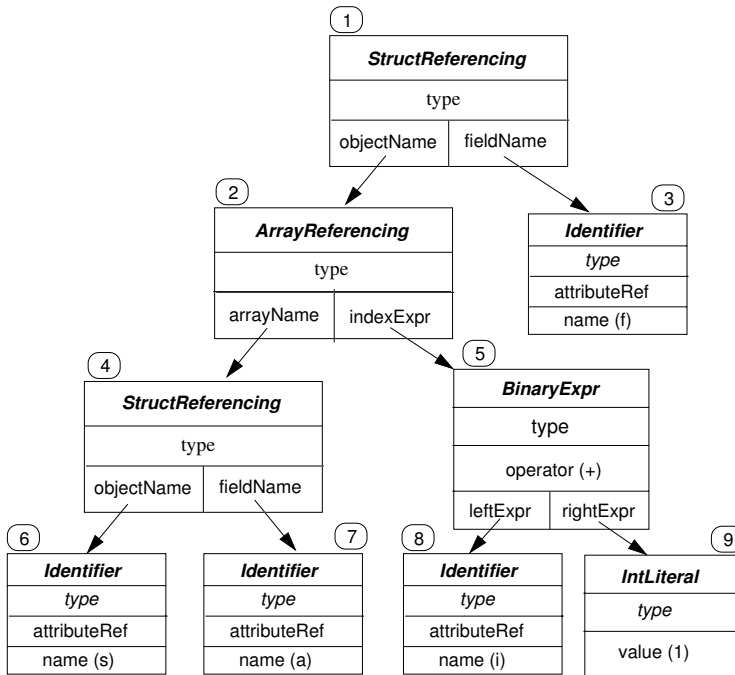 1
StructReferencing
type
objectName fieldName
2
ArrayReferencing
type
arrayName indexExpr
3
Identifier
type
attributeRef
name (f)
4
StructReferencing
type
objectName fieldName
5
BinaryExpr
type
operator (+)
leftExpr rightExpr
6
Identifier
type
attributeRef
name (s)
7
Identifier
type
attributeRef
name (a)
8
Identifier
type
attributeRef
name (i)
9
IntLiteral
type
value (1)